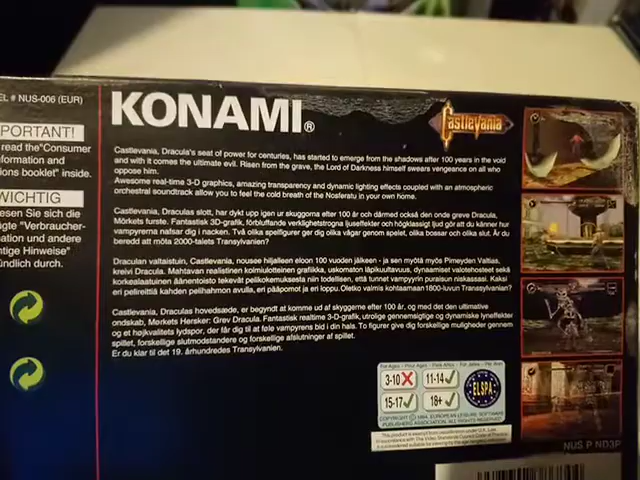 EL # NUS-006 (EUR)
PORTANT!
read the "Consumer
formation and
ions booklet" inside.
WICHTIG
esen Sie sich die
ügte "Verbraucher-
ation und andere
htige Hinweise"
ündlich durch.
KONAMI®
Castlevania
Castlevania, Dracula's seat of power for centuries, has started to emerge from the shadows after 100 years in the void
and with it comes the ultimate evil. Risen from the grave, the Lord of Darkness himself swears vengeance on all who
oppose him.
Awesome real-time 3-D graphics, amazing transparency and dynamic lighting effects coupled with an atmospheric
orchestral soundtrack allow you to feel the cold breath of the Nosferatu in your own home.
Castlevania, Draculas slott, har dykt upp igen ur skuggorna efter 100 år och därmed också den onde greve Dracula,
Mörkets furste. Fantastisk 3D-grafik, förbluffande verklighetstrogna ljuseffekter och högklassigt ljud gör att du känner hur
vampyrerna nafsar dig i nacken. Två olika spelfigurer ger dig olika vägar genom spelet, olika bossar och olika slut. Är du
beredd att möta 2000-talets Transylvanien?
Draculan valtaistuin, Castlevania, nousee hiljalleen eloon 100 vuoden jälkeen - ja sen myötä myös Pimeyden Valtias,
kreivi Dracula. Mahtavan realistinen kolmiulotteinen grafiikka, uskomaton läpikuultavuus, dynaamiset valotehosteet sekä
korkealaatuinen äänentoisto tekevät pelikokemuksesta niin todellisen, että tunnet vampyyrin puraisun niskassasi. Kaksi
eri pelireittiä kahden pelihahmon avulla, eri pääpomot ja eri loppu. Oletko valmis kohtaamaan 1800-luvun Transylvanian?
Castlevania, Draculas hovedsæde, er begyndt at komme ud af skyggerne efter 100 år, og med det den ultimative
ondskab, Mørkets Hersker: Grev Dracula. Fantastisk realtime 3-D-grafik, utrolige gennemsigtige og dynamiske lyseffekter
og et højkvalitets lydspor, der får dig til at føle vampyrens bid i din hals. To figurer giver dig forskellige muligheder gennem
spillet, forskellige slutmodstandere og forskellige afslutninger af spillet.
Er du klar til det 19. århundredes Transylvanien.
3-10 11-14
15-17 18+
ELSPA
NUS P ND3P